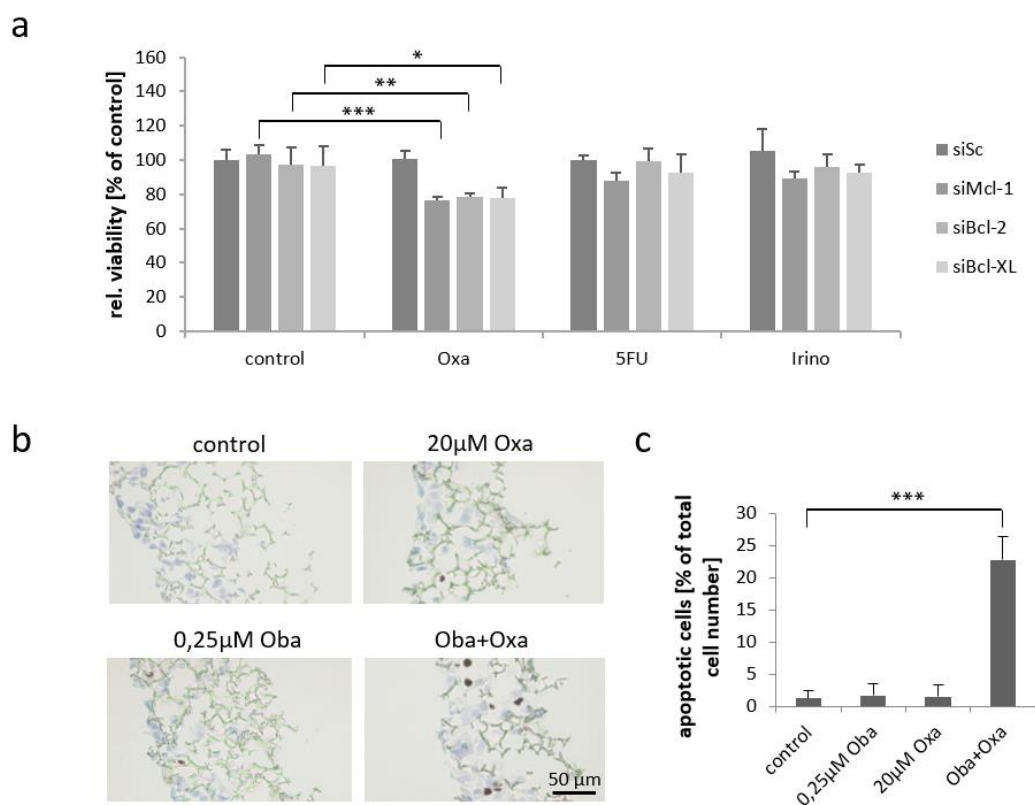 a
rel. viability [% of control]
160
140
120
100
80
60
40
20
0
*
**
***
control
Oxa
5FU
Irino
siSc
siMcl-1
siBcl-2
siBcl-XL
b
control
20µM Oxa
0,25µM Oba
Oba+Oxa
50 µm
c
***
apoptotic cells [% of total
cell number]
30
25
20
15
10
5
0
control
0,25µM Oba
20µM Oxa
Oba+Oxa